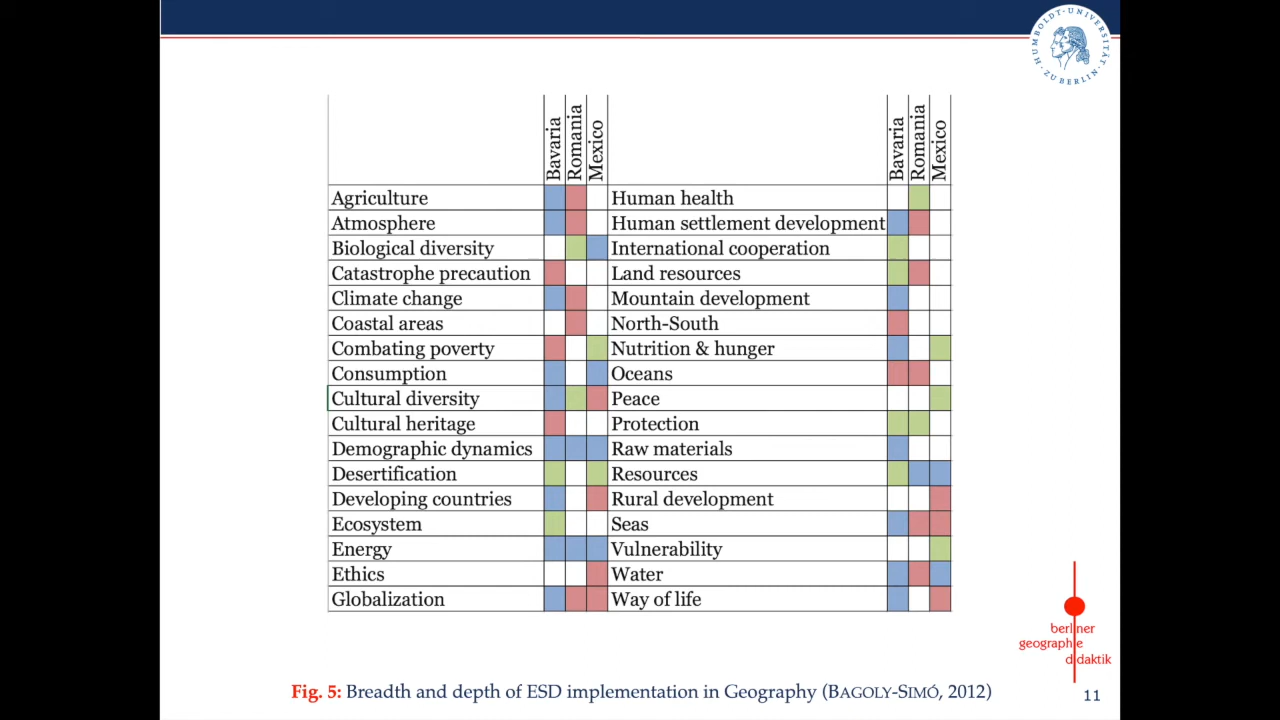 HUMBOLDT-UNIVERSITÄT
ZU BERLIN
Bavaria Romania Mexico Bavaria Romania Mexico
Agriculture Human health
Atmosphere Human settlement development
Biological diversity International cooperation
Catastrophe precaution Land resources
Climate change Mountain development
Coastal areas North-South
Combating poverty Nutrition & hunger
Consumption Oceans
Cultural diversity Peace
Cultural heritage Protection
Demographic dynamics Raw materials
Desertification Resources
Developing countries Rural development
Ecosystem Seas
Energy Vulnerability
Ethics Water
Globalization Way of life
berliner
geographie
didaktik
Fig. 5: Breadth and depth of ESD implementation in Geography (BAGOLY-SIMÓ, 2012)
11